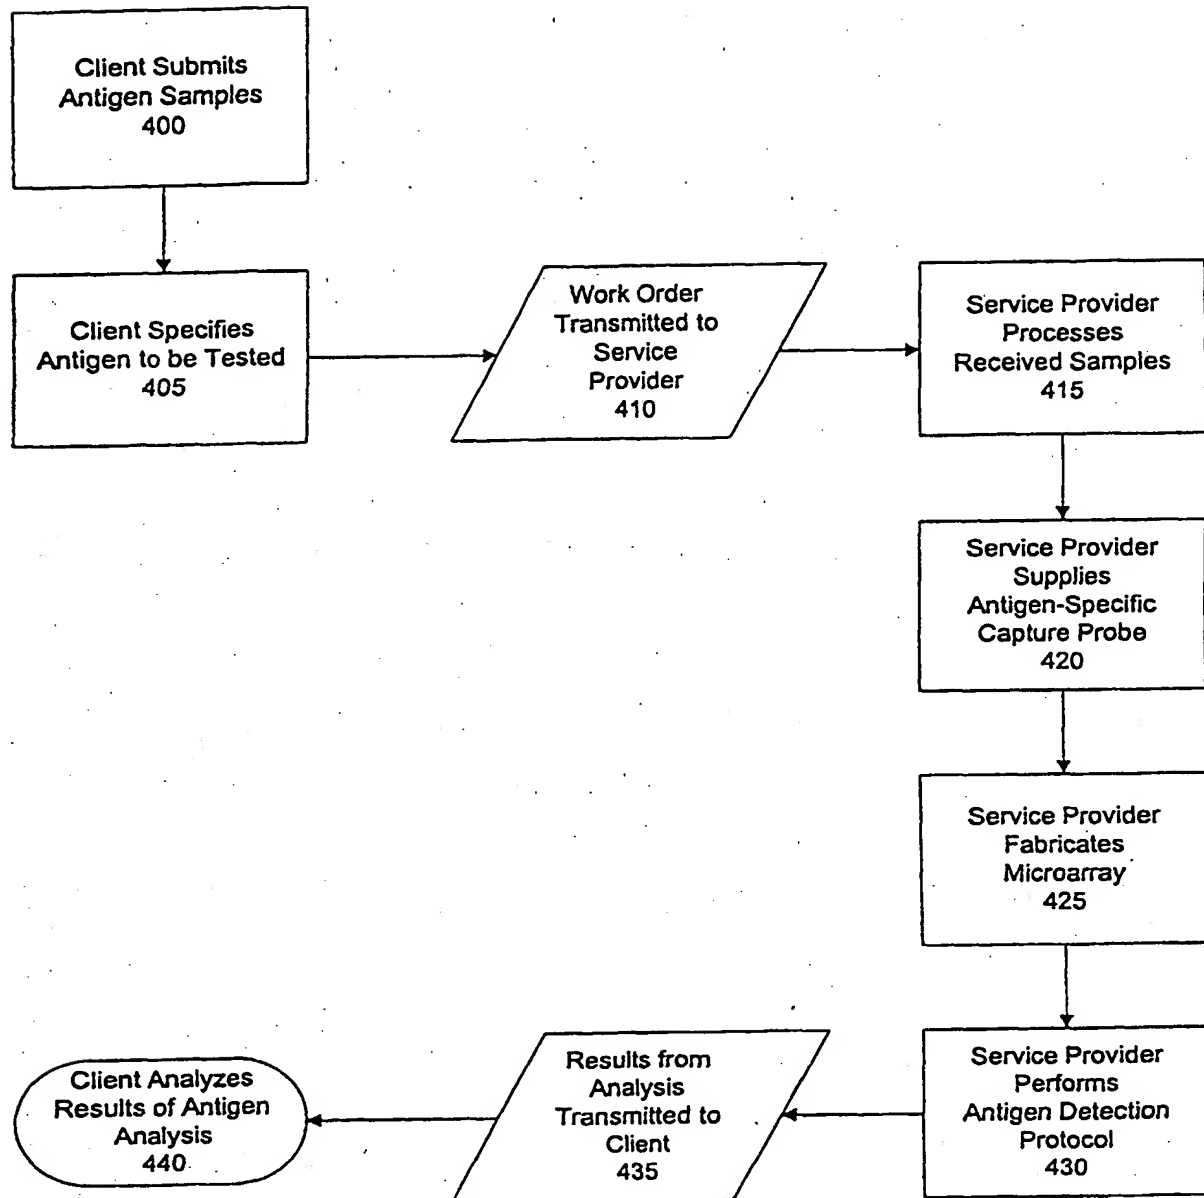 Client Submits
Antigen Samples
400
Client Specifies
Antigen to be Tested
405
Work Order
Transmitted to
Service
Provider
410
Service Provider
Processes
Received Samples
415
Service Provider
Supplies
Antigen-Specific
Capture Probe
420
Service Provider
Fabricates
Microarray
425
Service Provider
Performs
Antigen Detection
Protocol
430
Results from
Analysis
Transmitted to
Client
435
Client Analyzes
Results of Antigen
Analysis
440